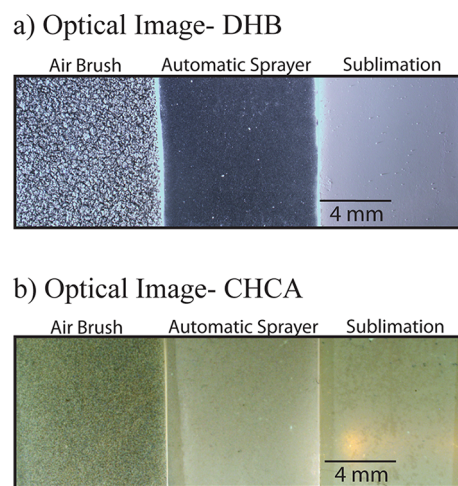 a) Optical Image- DHB
Air Brush Automatic Sprayer Sublimation
4 mm
b) Optical Image- CHCA
Air Brush Automatic Sprayer Sublimation
4 mm